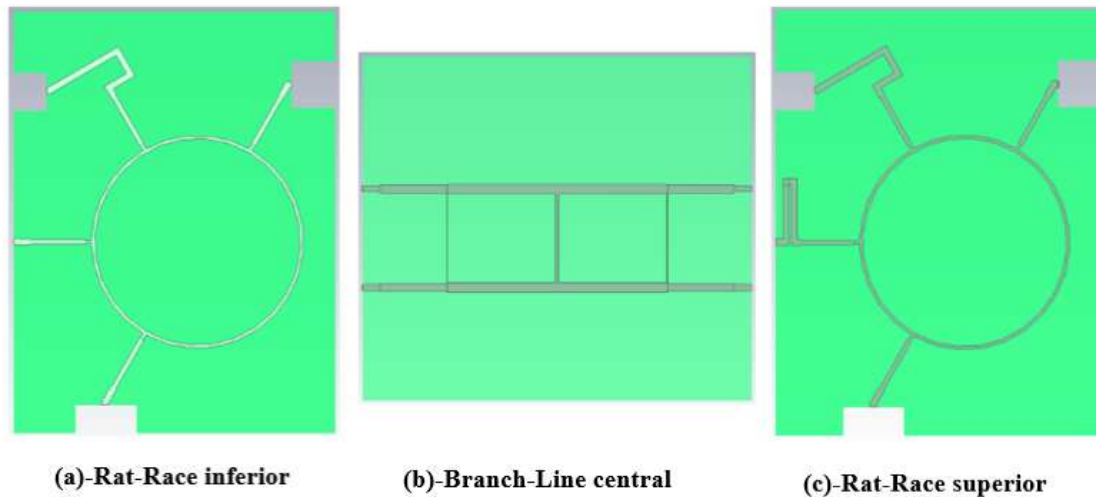 (a)-Rat-Race inferior
(b)-Branch-Line central
(c)-Rat-Race superior